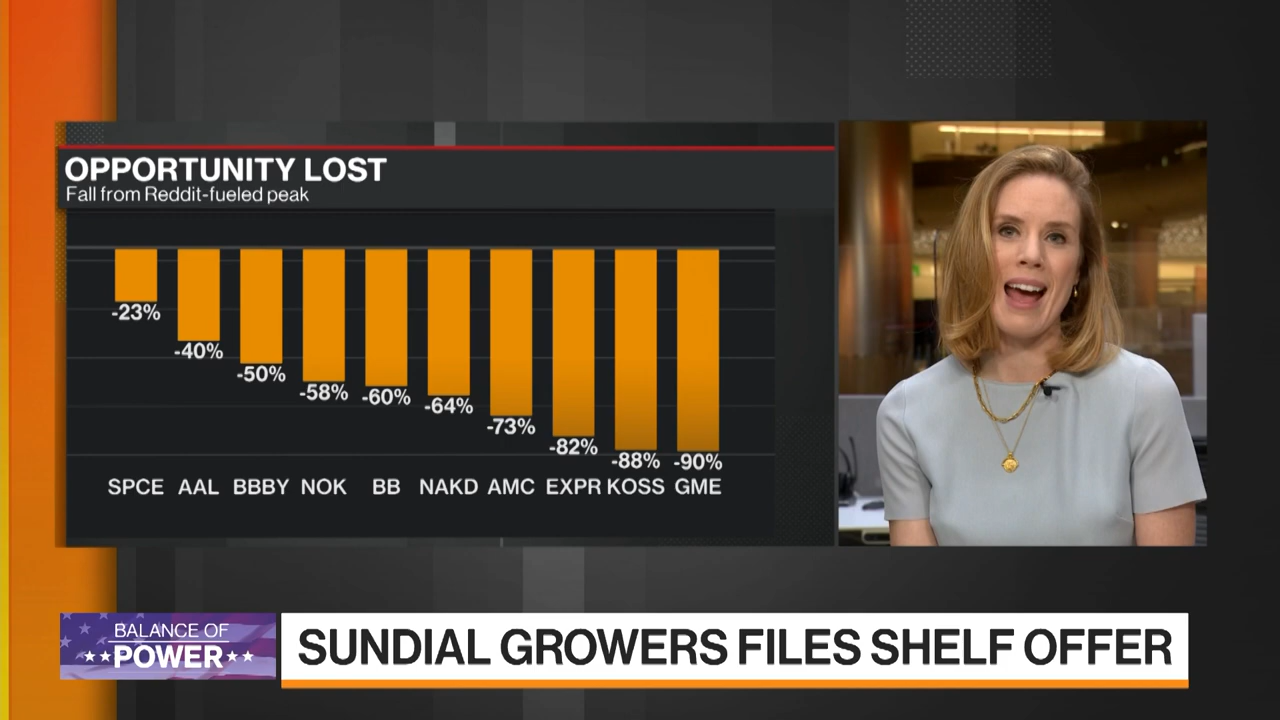 OPPORTUNITY LOST
Fall from Reddit-fueled peak
-23%
-40%
-50%
-58%
-60%
-64%
-73%
-82%
-88%
-90%
SPCE AAL BBBY NOK BB NAKD AMC EXPR KOSS GME
BALANCE OF
POWER
SUNDIAL GROWERS FILES SHELF OFFER